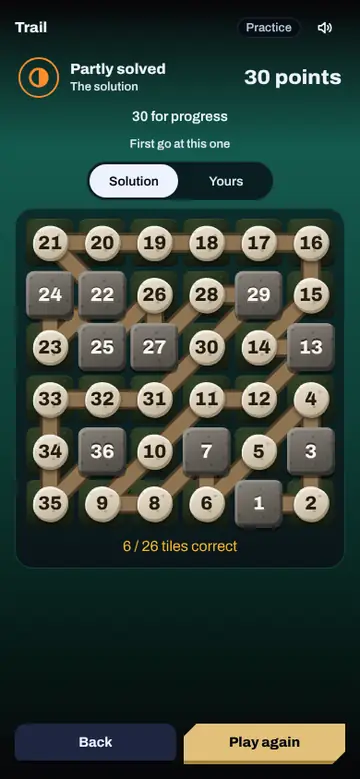 Trail
Practice
Partly solved
The solution
30 points
30 for progress
First go at this one
Solution
Yours
21 20 19 18 17 16
24 22 26 28 29 15
23 25 27 30 14 13
33 32 31 11 12 4
34 36 10 7 5 3
35 9 8 6 1 2
6 / 26 tiles correct
Back
Play again